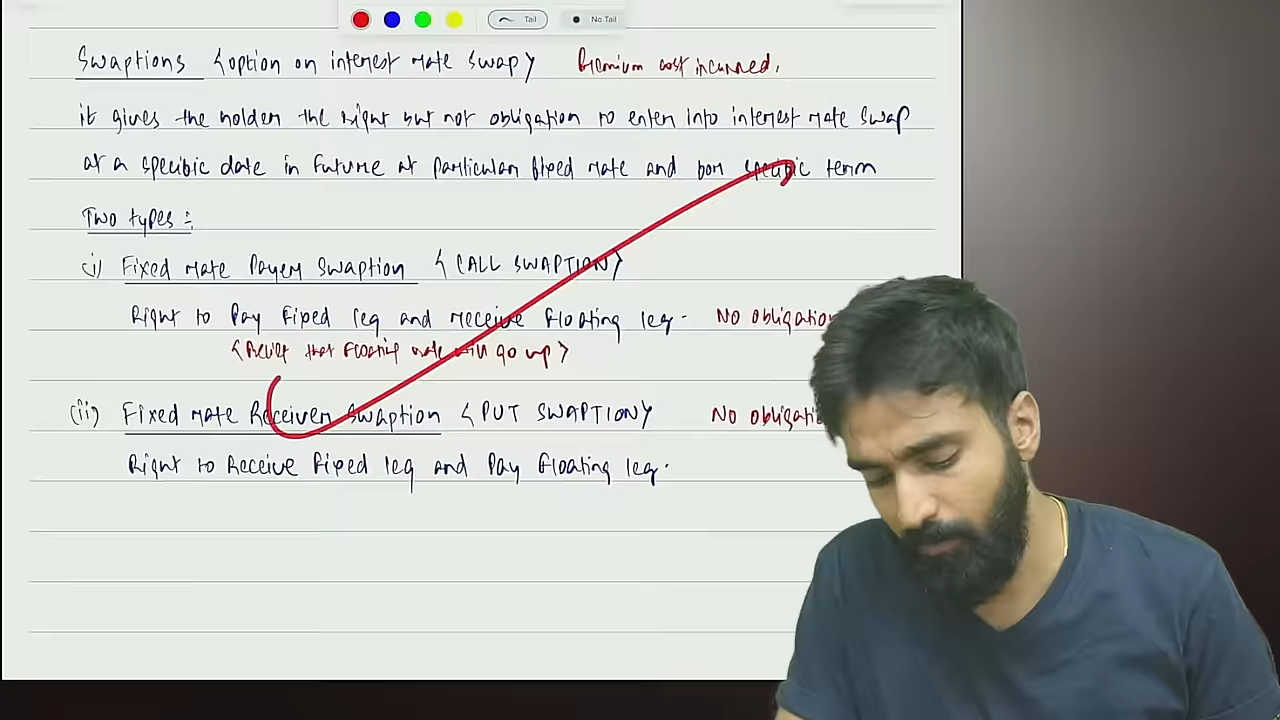 Tail No Tail
Swaptions {option on interest rate swap} Premium cost incurred.
it gives the holder the right but not obligation to enter into interest rate swap
at a specific date in future at particular fixed rate and for specific term
Two types :-
(i) Fixed rate Payer Swaption {CALL SWAPTION}
Right to Pay Fixed leg and receive Floating leg. No obligation
{Belief that Floating rate will go up}
(ii) Fixed rate Receiver Swaption {PUT SWAPTION} No obligati
Right to Receive Fixed leg and Pay Floating leg.